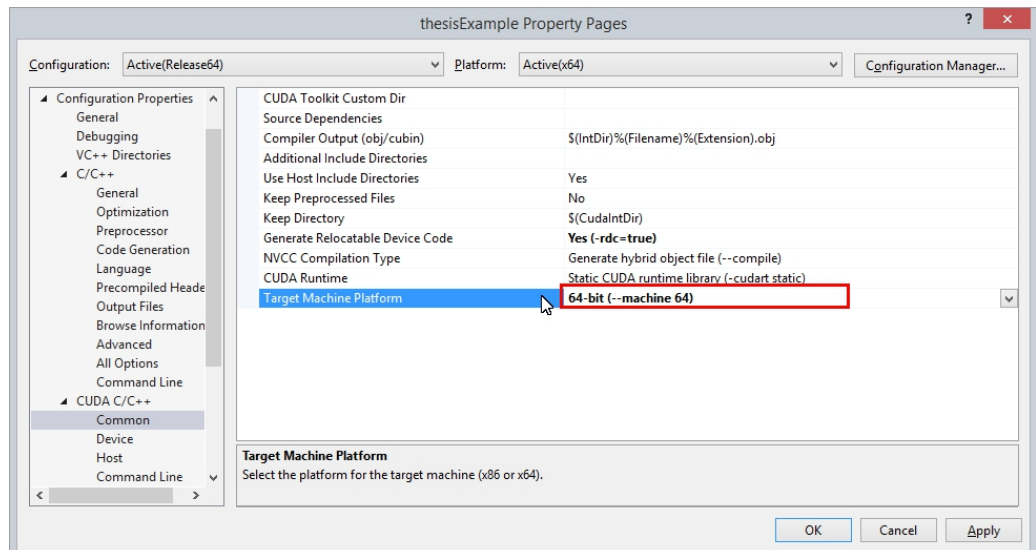 thesisExample Property Pages
? ×
Configuration: Active(Release64) Platform: Active(x64) Configuration Manager...
Configuration Properties
General
Debugging
VC++ Directories
C/C++
General
Optimization
Preprocessor
Code Generation
Language
Precompiled Heade
Output Files
Browse Information
Advanced
All Options
Command Line
CUDA C/C++
Common
Device
Host
Command Line
CUDA Toolkit Custom Dir
Source Dependencies
Compiler Output (obj/cubin) $(IntDir)%(Filename)%(Extension).obj
Additional Include Directories
Use Host Include Directories Yes
Keep Preprocessed Files No
Keep Directory $(CudaIntDir)
Generate Relocatable Device Code Yes (-rdc=true)
NVCC Compilation Type Generate hybrid object file (--compile)
CUDA Runtime Static CUDA runtime library (-cudart static)
Target Machine Platform 64-bit (--machine 64)
Target Machine Platform
Select the platform for the target machine (x86 or x64).
OK Cancel Apply